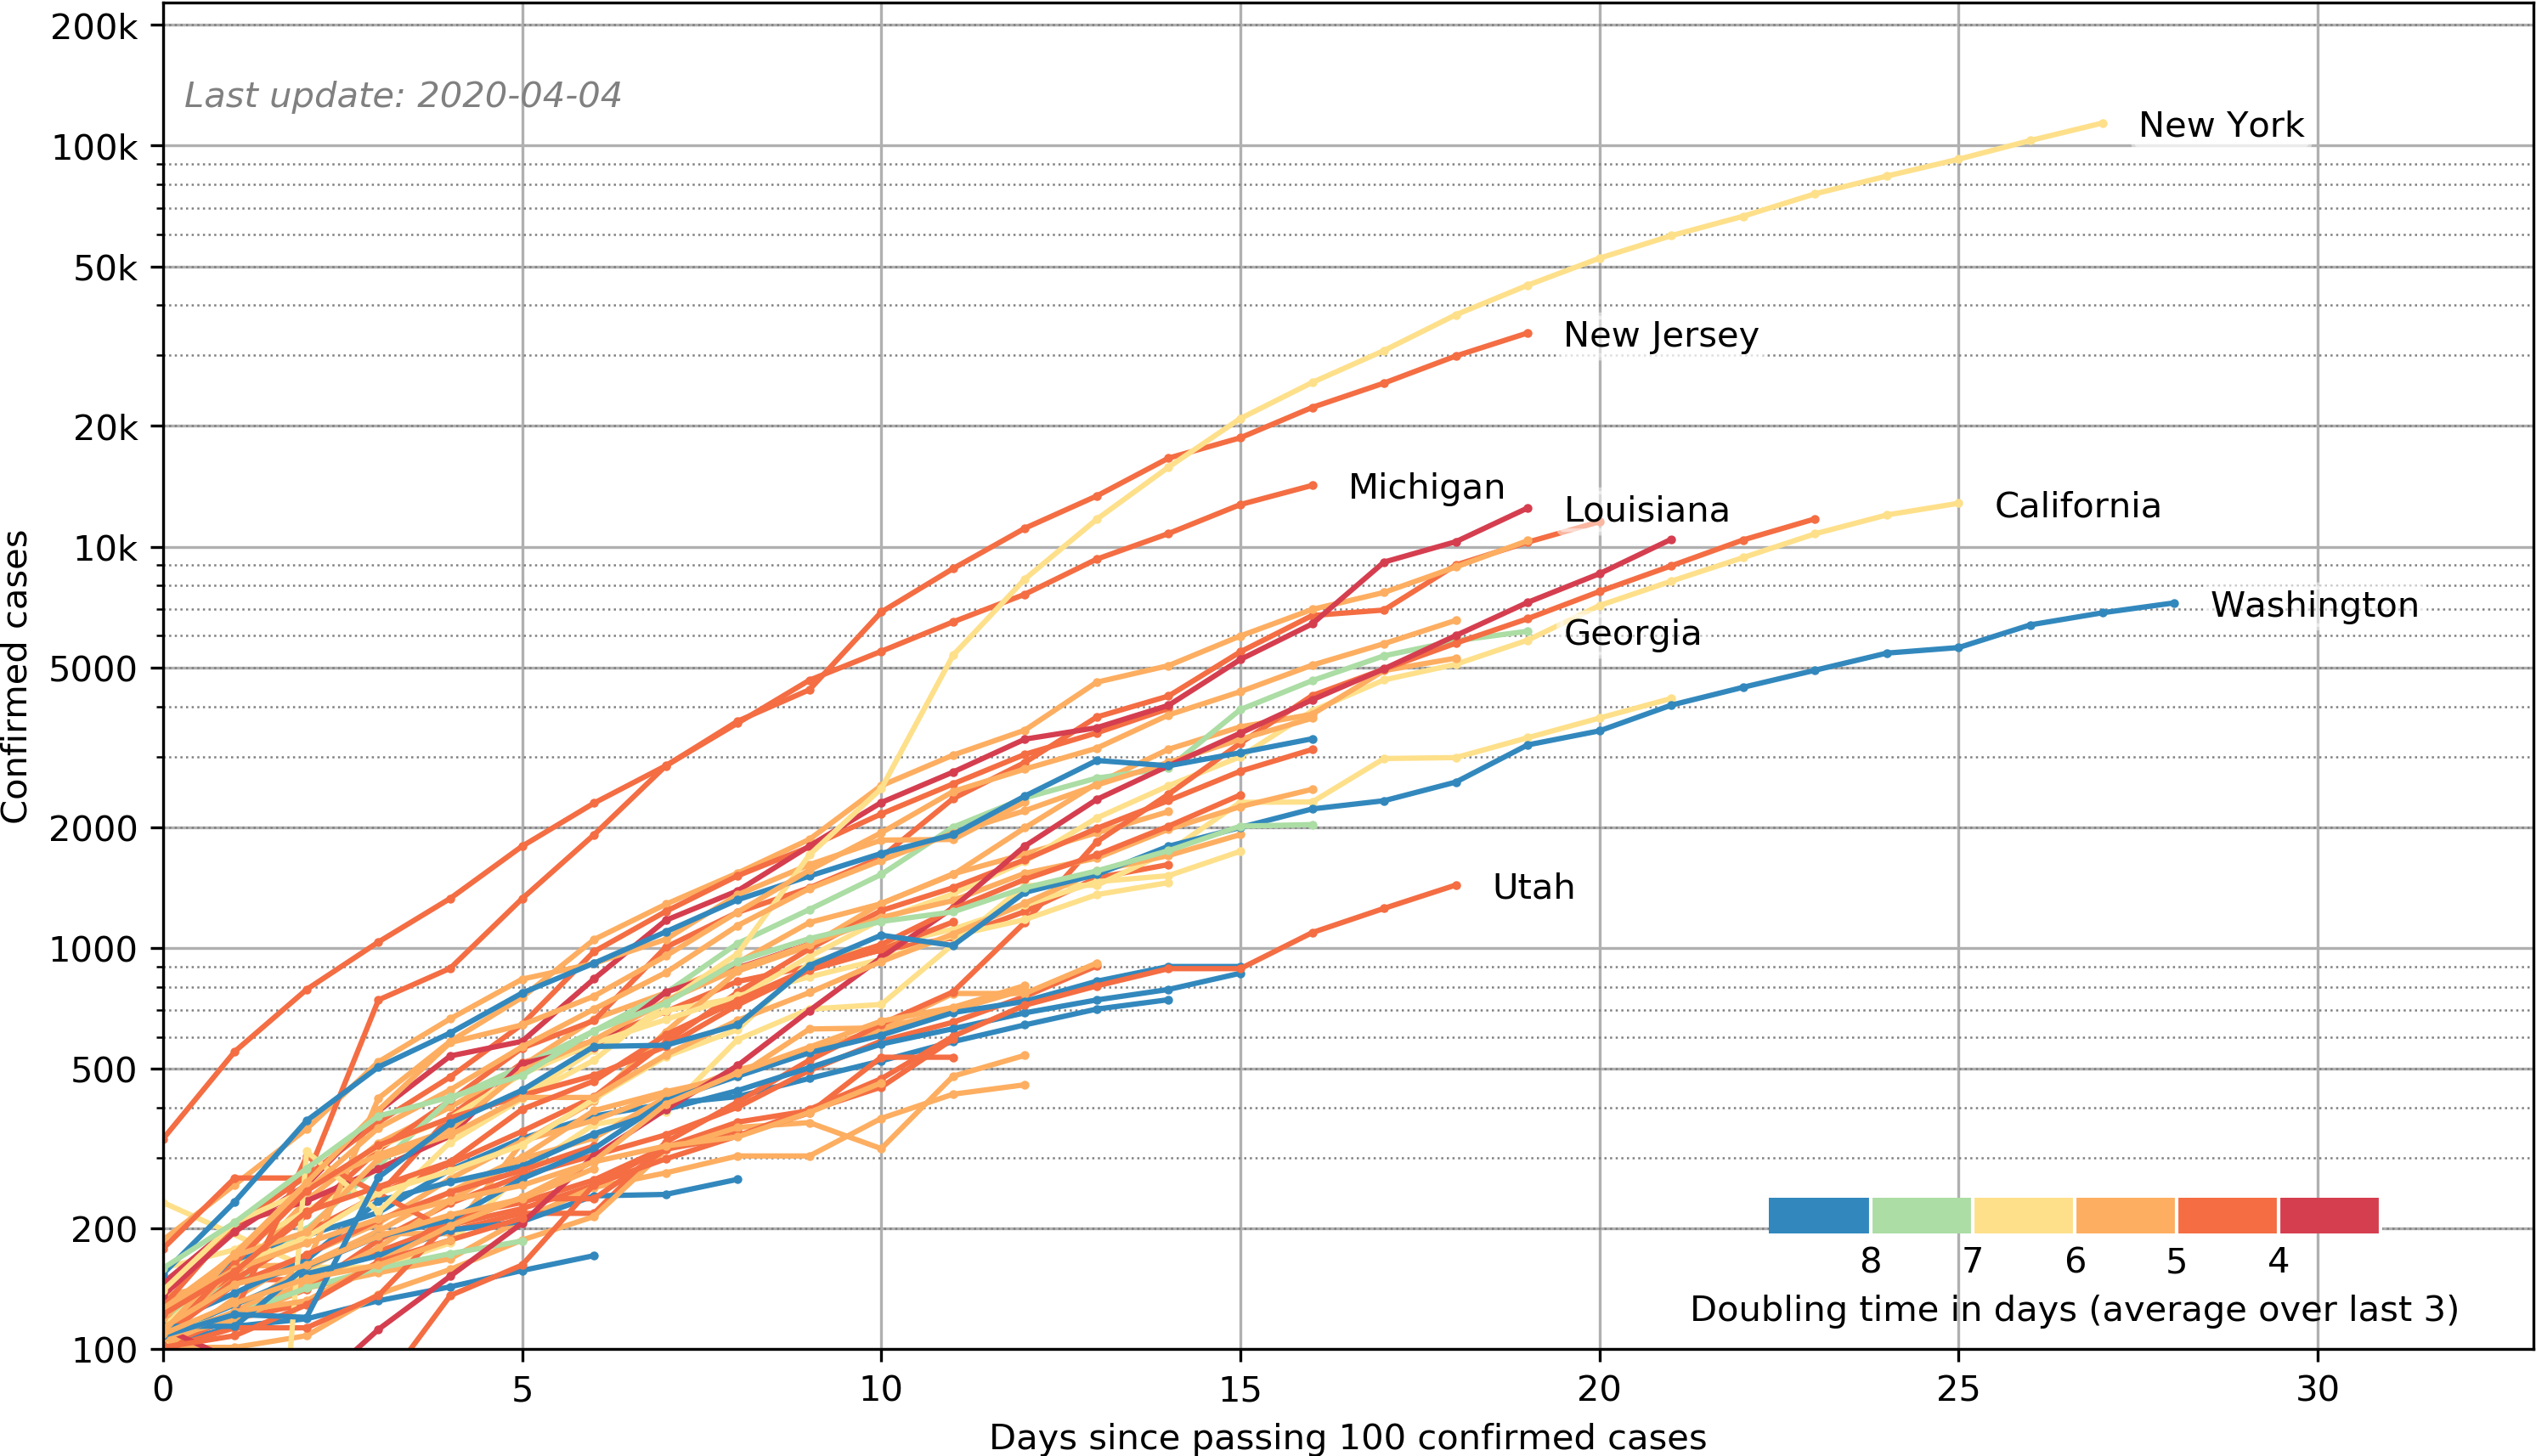 200k
Last update: 2020-04-04
New York
100k
50k
New Jersey
20k
Michigan
California
Louisiana
10k
Washington
Georgia
5000
2000
Utah
1000
500
200
8 7 6 5 4
Doubling time in days (average over last 3)
100
0 5 10 15 20 25 30
Days since passing 100 confirmed cases
Confirmed cases